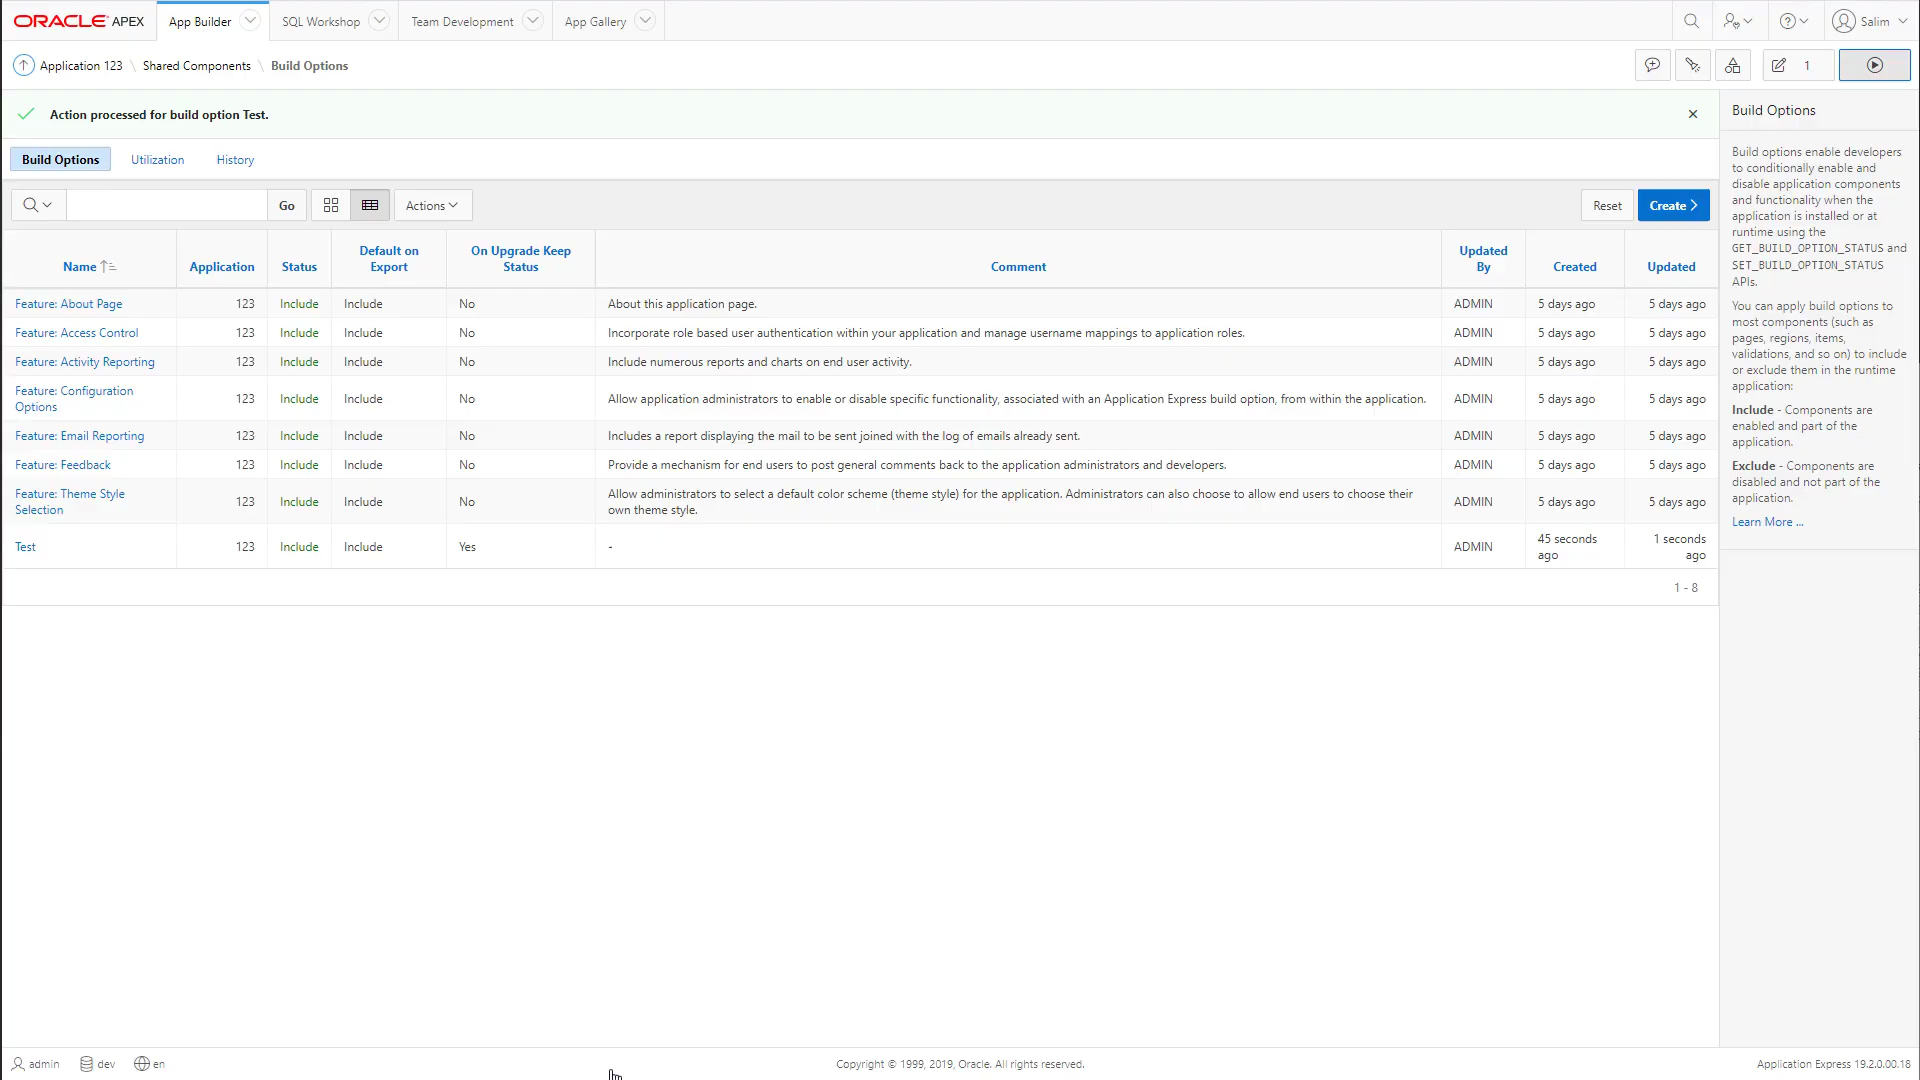 ORACLE APEX App Builder SQL Workshop Team Development App Gallery Salim
Application 123 \ Shared Components \ Build Options 1
Action processed for build option Test.
Build Options Utilization History
Go Actions Reset Create
Name Application Status Default on Export On Upgrade Keep Status Comment Updated By Created Updated
Feature: About Page 123 Include Include No About this application page. ADMIN 5 days ago 5 days ago
Feature: Access Control 123 Include Include No Incorporate role based user authentication within your application and manage username mappings to application roles. ADMIN 5 days ago 5 days ago
Feature: Activity Reporting 123 Include Include No Include numerous reports and charts on end user activity. ADMIN 5 days ago 5 days ago
Feature: Configuration Options 123 Include Include No Allow application administrators to enable or disable specific functionality, associated with an Application Express build option, from within the application. ADMIN 5 days ago 5 days ago
Feature: Email Reporting 123 Include Include No Includes a report displaying the mail to be sent joined with the log of emails already sent. ADMIN 5 days ago 5 days ago
Feature: Feedback 123 Include Include No Provide a mechanism for end users to post general comments back to the application administrators and developers. ADMIN 5 days ago 5 days ago
Feature: Theme Style Selection 123 Include Include No Allow administrators to select a default color scheme (theme style) for the application. Administrators can also choose to allow end users to choose their own theme style. ADMIN 5 days ago 5 days ago
Test 123 Include Include Yes - ADMIN 45 seconds ago 1 seconds ago
1 - 8
Build Options
Build options enable developers
to conditionally enable and
disable application components
and functionality when the
application is installed or at
runtime using the
GET_BUILD_OPTION_STATUS and
SET_BUILD_OPTION_STATUS
APIs.
You can apply build options to
most components (such as
pages, regions, items,
validations, and so on) to include
or exclude them in the runtime
application:
Include - Components are
enabled and part of the
application.
Exclude - Components are
disabled and not part of the
application.
Learn More ...
admin dev en Copyright © 1999, 2019, Oracle. All rights reserved. Application Express 19.2.0.00.18